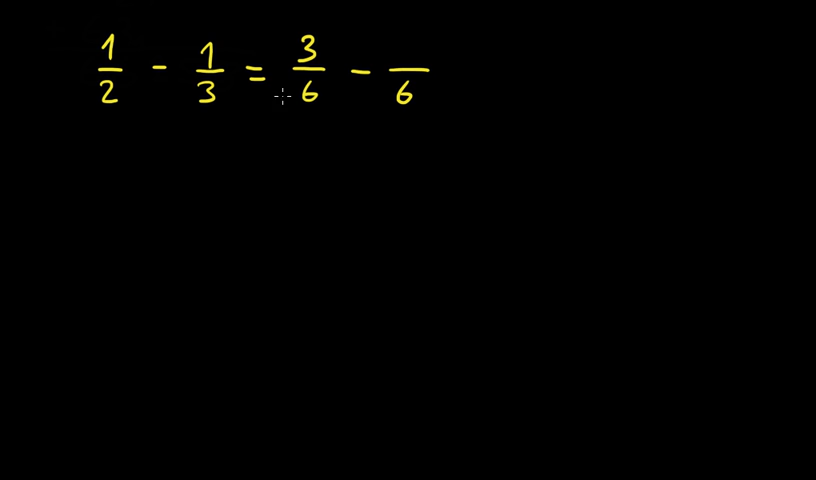 1/2 - 1/3 = 3/6 - /6